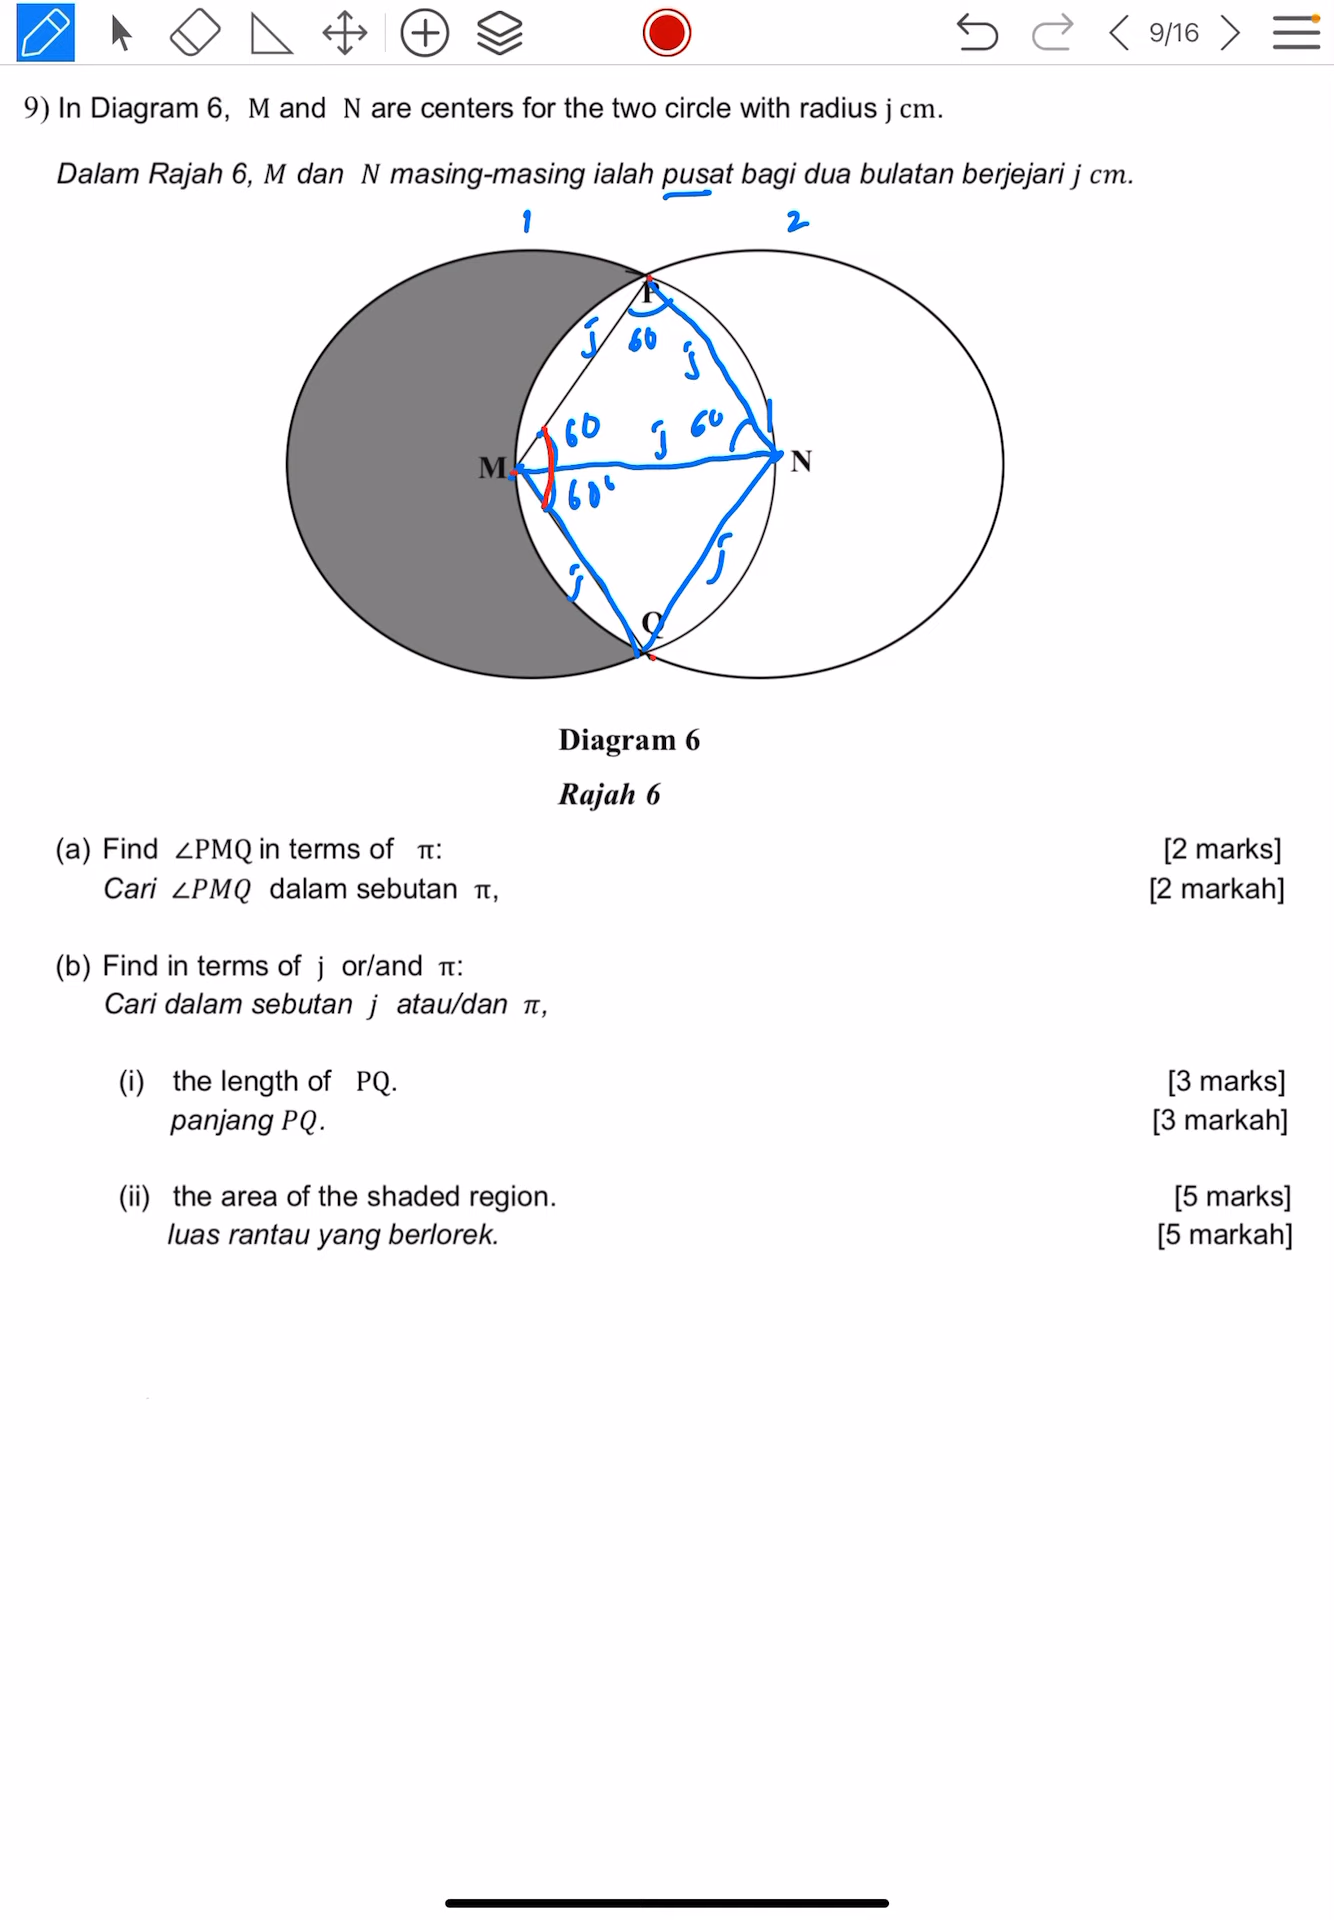 9/16
9) In Diagram 6, M and N are centers for the two circle with radius j cm.
Dalam Rajah 6, M dan N masing-masing ialah pusat bagi dua bulatan berjejari j cm.
1 2
P
j 60 j
60 j 60
M N
60°
j j
Q
Diagram 6
Rajah 6
(a) Find ∠PMQ in terms of π: [2 marks]
Cari ∠PMQ dalam sebutan π, [2 markah]
(b) Find in terms of j or/and π:
Cari dalam sebutan j atau/dan π,
(i) the length of PQ. [3 marks]
panjang PQ. [3 markah]
(ii) the area of the shaded region. [5 marks]
luas rantau yang berlorek. [5 markah]